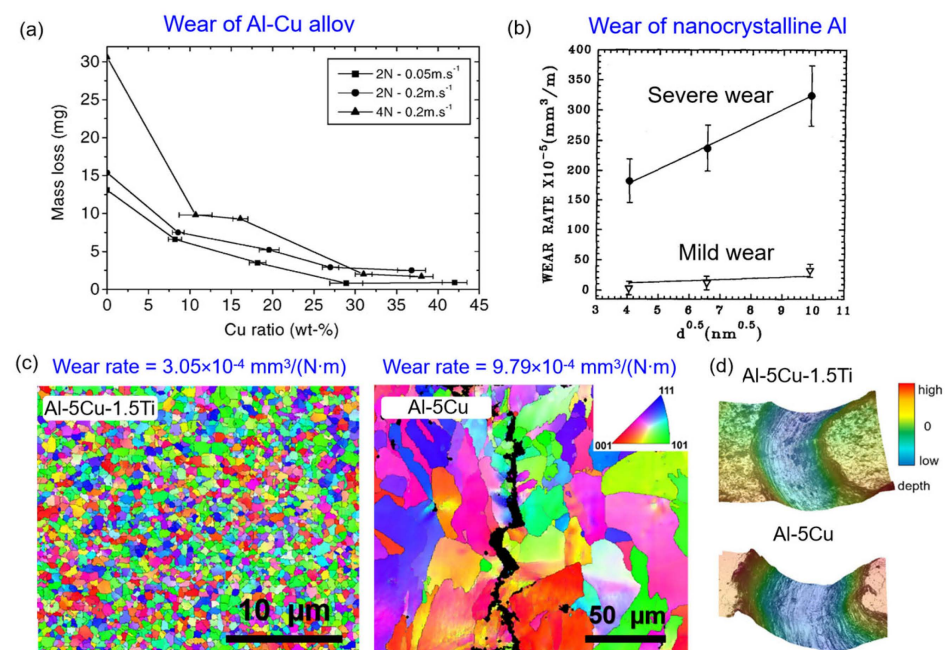 (a)
Wear of Al-Cu alloy
Mass loss (mg)
35
30
25
20
15
10
5
0
2N - 0.05m.s⁻¹
2N - 0.2m.s⁻¹
4N - 0.2m.s⁻¹
0 5 10 15 20 25 30 35 40 45
Cu ratio (wt-%)
(b)
Wear of nanocrystalline Al
WEAR RATE X10⁻⁵(mm³/m)
400
350
300
250
200
150
100
50
0
Severe wear
Mild wear
3 4 5 6 7 8 9 10 11
d⁰·⁵(nm⁰·⁵)
(c)
Wear rate = 3.05×10⁻⁴ mm³/(N·m)
Al-5Cu-1.5Ti
10 μm
Wear rate = 9.79×10⁻⁴ mm³/(N·m)
Al-5Cu
111
001
101
50 μm
(d)
Al-5Cu-1.5Ti
high
0
low
depth
Al-5Cu